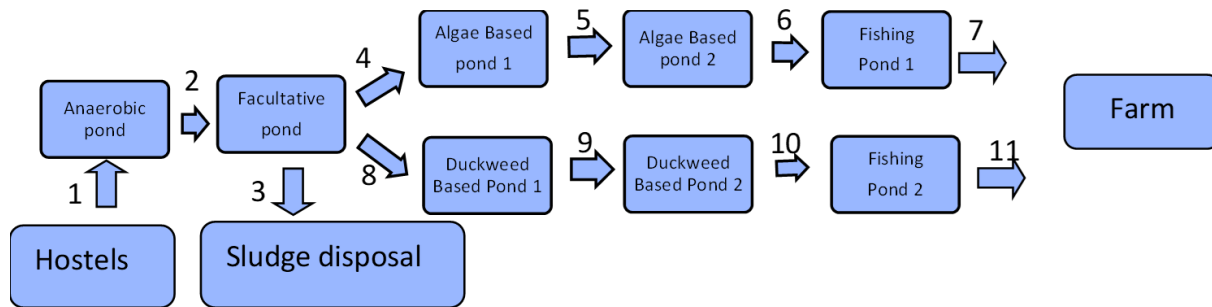 5
6
7
Algae Based
pond 1
Algae Based
pond 2
Fishing
Pond 1
4
2
Anaerobic
pond
Facultative
pond
Farm
9
10
11
Duckweed
Based Pond 1
Duckweed
Based Pond 2
Fishing
Pond 2
1
3
8
Hostels
Sludge disposal